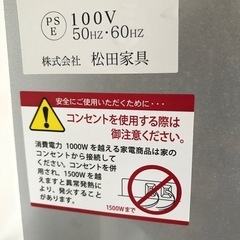 PS
E
100V
50HZ・60HZ
株式会社 松田家具
安全にご使用いただくために・・・
コンセントを使用する際は
御注意ください。
消費電力 1000Wを越える家電商品は家の
コンセントから接続して
ください。コンセントを併
用され、1500Wを越え
ますと異常発熱に
より、発火すること
があります。
1500Wまで